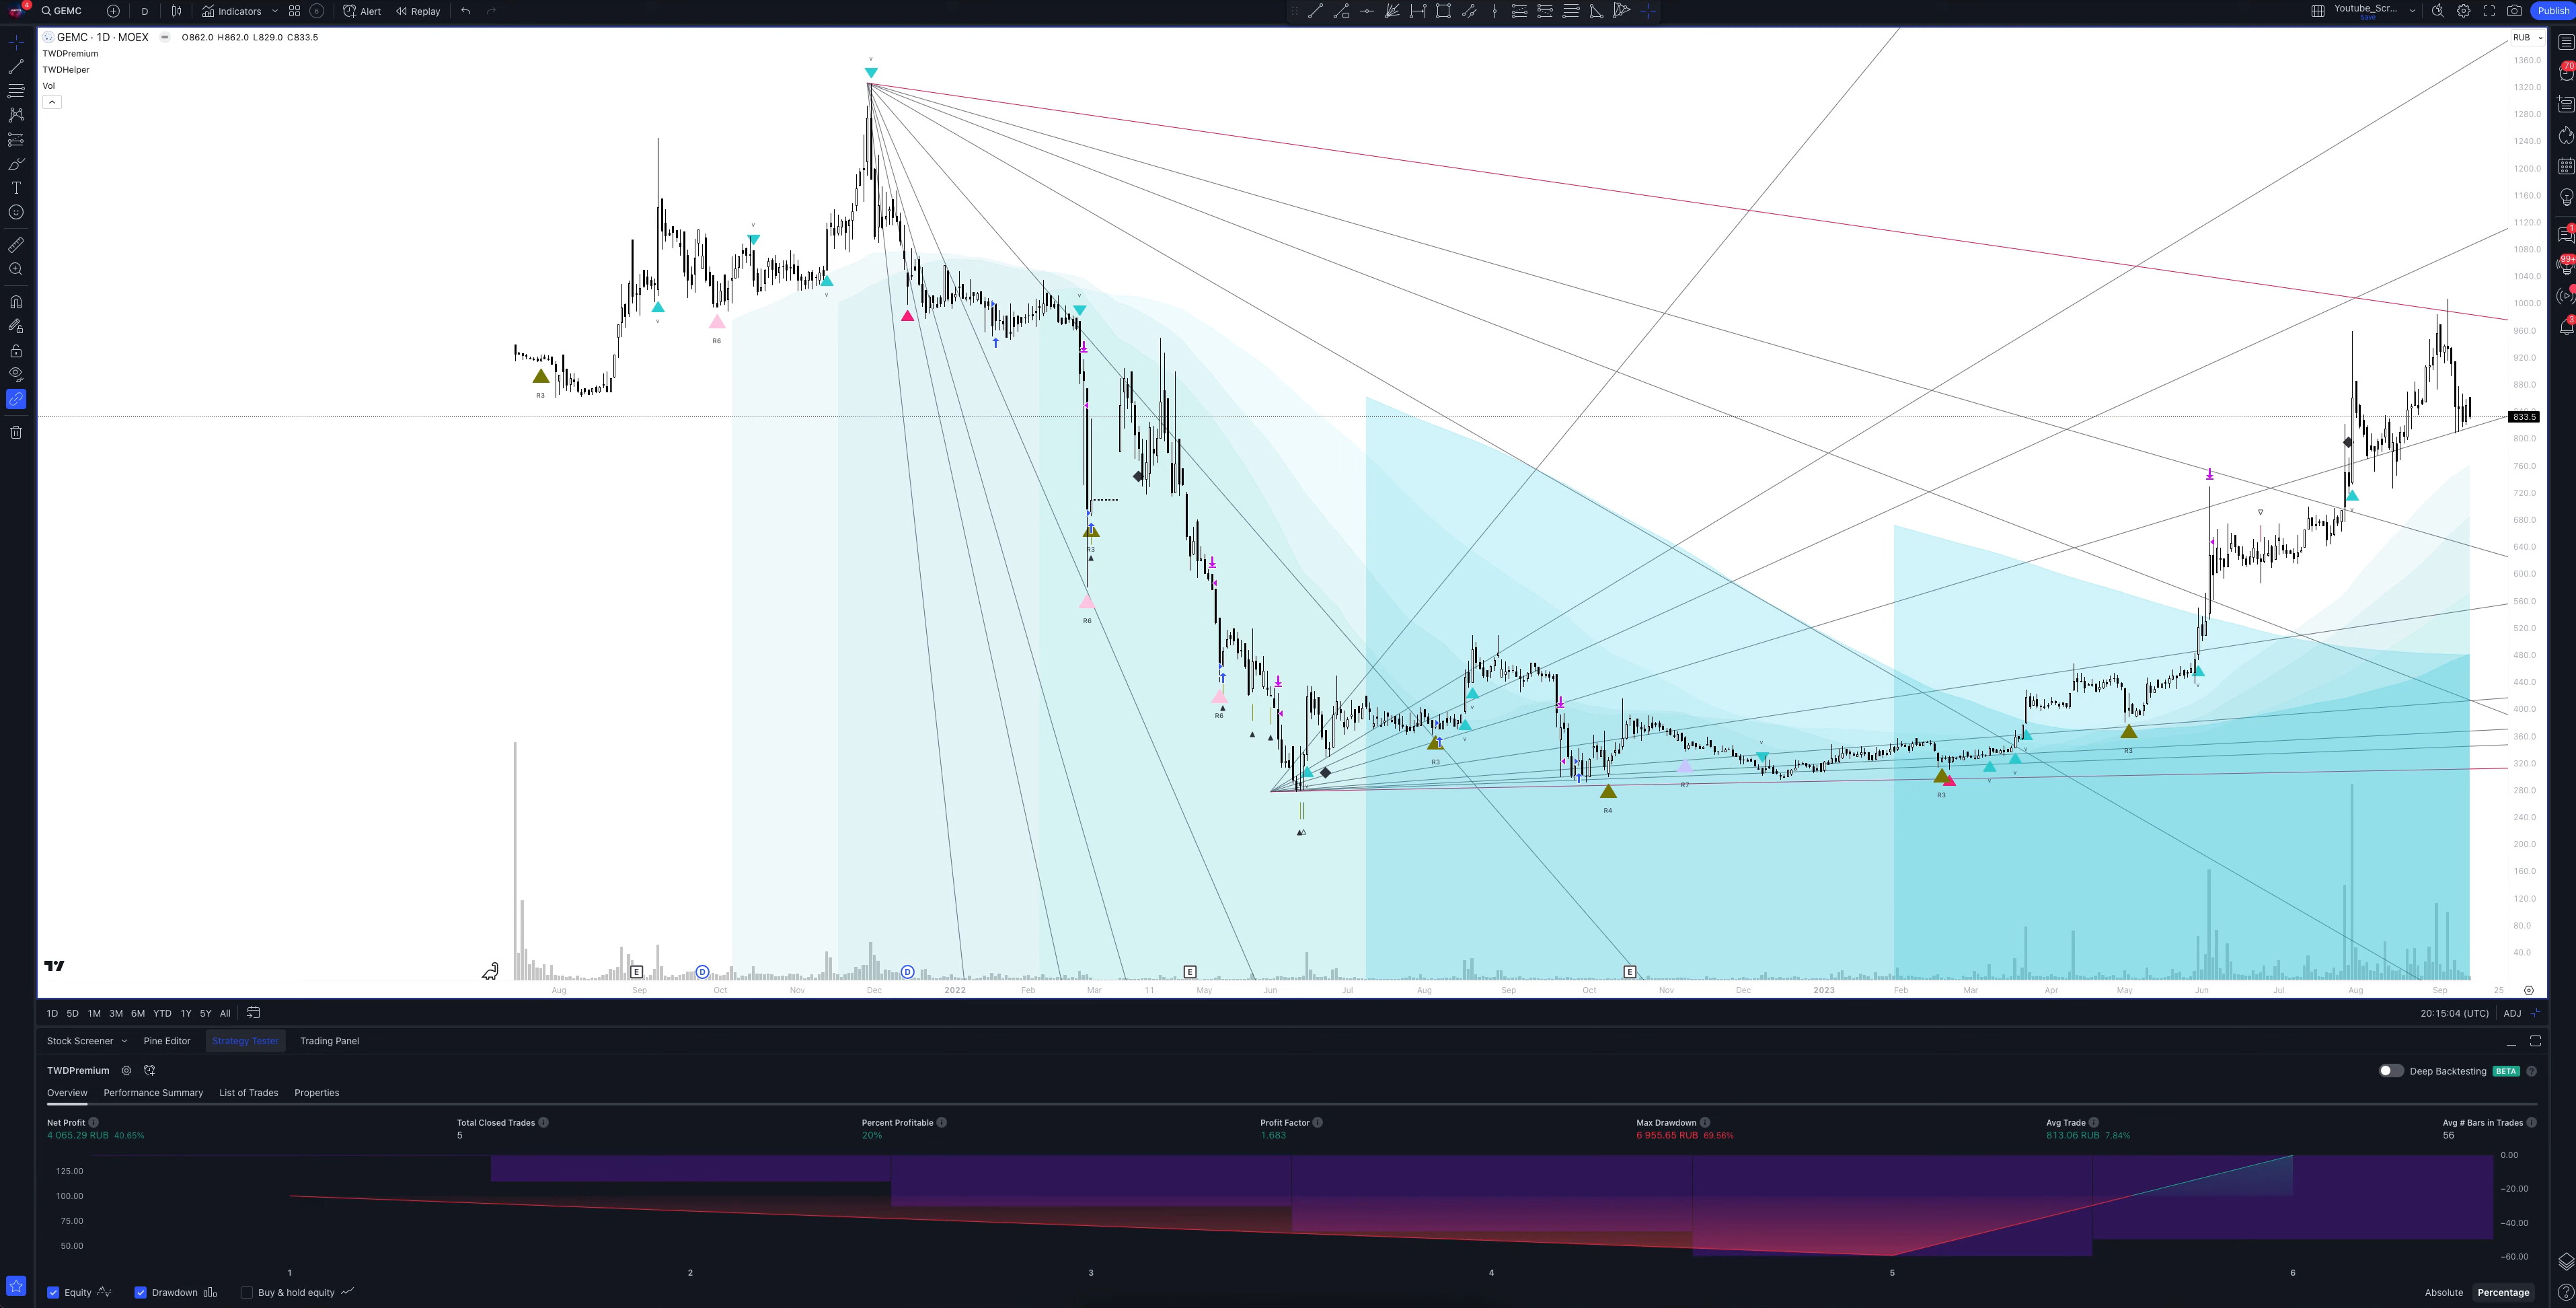 4
GEMC
D
Indicators
6
Alert
Replay
Youtube_Scr...
Save
Publish
GEMC · 1D · MOEX
O862.0 H862.0 L829.0 C833.5
TWDPremium
TWDHelper
Vol
RUB
1360.0
1320.0
1280.0
1240.0
1200.0
1160.0
1120.0
1080.0
1040.0
1000.0
960.0
920.0
880.0
833.5
800.0
760.0
720.0
680.0
640.0
600.0
560.0
520.0
480.0
440.0
400.0
360.0
320.0
280.0
240.0
200.0
160.0
120.0
80.0
40.0
70
1
99+
3
R3
R6
R3
R6
R6
R3
R4
R7
R3
R3
E
D
D
E
E
Aug
Sep
Oct
Nov
Dec
2022
Feb
Mar
11
May
Jun
Jul
Aug
Sep
Oct
Nov
Dec
2023
Feb
Mar
Apr
May
Jun
Jul
Aug
Sep
25
1D 5D 1M 3M 6M YTD 1Y 5Y All
20:15:04 (UTC)
ADJ
Stock Screener
Pine Editor
Strategy Tester
Trading Panel
TWDPremium
Deep Backtesting BETA
Overview
Performance Summary
List of Trades
Properties
Net Profit
4 065.29 RUB 40.65%
Total Closed Trades
5
Percent Profitable
20%
Profit Factor
1.683
Max Drawdown
6 955.65 RUB 69.56%
Avg Trade
813.06 RUB 7.84%
Avg # Bars in Trades
56
125.00
100.00
75.00
50.00
0.00
−20.00
−40.00
−60.00
1
2
3
4
5
6
Equity
Drawdown
Buy & hold equity
Absolute
Percentage